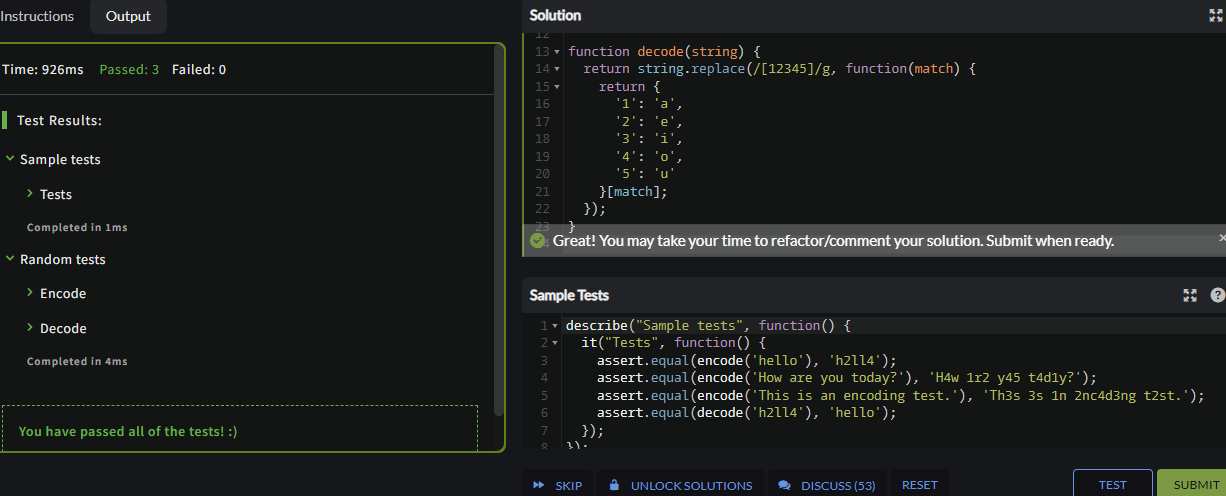 Instructions
Output
Time: 926ms Passed: 3 Failed: 0
Test Results:
Sample tests
Tests
Completed in 1ms
Random tests
Encode
Decode
Completed in 4ms
You have passed all of the tests! :)
Solution
12
13 function decode(string) {
14 return string.replace(/[12345]/g, function(match) {
15 return {
16 '1': 'a',
17 '2': 'e',
18 '3': 'i',
19 '4': 'o',
20 '5': 'u'
21 }[match];
22 });
23 }
Great! You may take your time to refactor/comment your solution. Submit when ready.
Sample Tests
1 describe("Sample tests", function() {
2 it("Tests", function() {
3 assert.equal(encode('hello'), 'h2ll4');
4 assert.equal(encode('How are you today?'), 'H4w 1r2 y45 t4d1y?');
5 assert.equal(encode('This is an encoding test.'), 'Th3s 3s 1n 2nc4d3ng t2st.');
6 assert.equal(decode('h2ll4'), 'hello');
7 });
8 });
SKIP
UNLOCK SOLUTIONS
DISCUSS (53)
RESET
TEST
SUBMIT